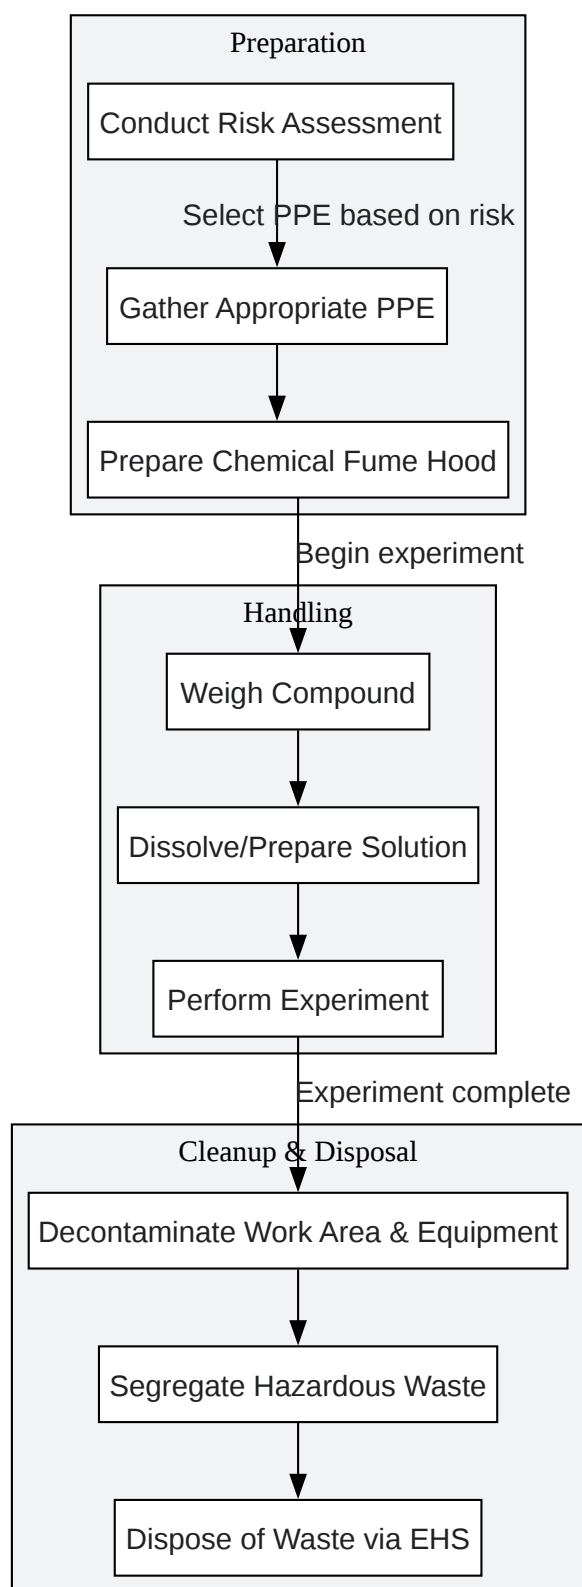 Preparation
Conduct Risk Assessment
Select PPE based on risk
Gather Appropriate PPE
Prepare Chemical Fume Hood
Begin experiment
Handling
Weigh Compound
Dissolve/Prepare Solution
Perform Experiment
Experiment complete
Cleanup & Disposal
Decontaminate Work Area & Equipment
Segregate Hazardous Waste
Dispose of Waste via EHS